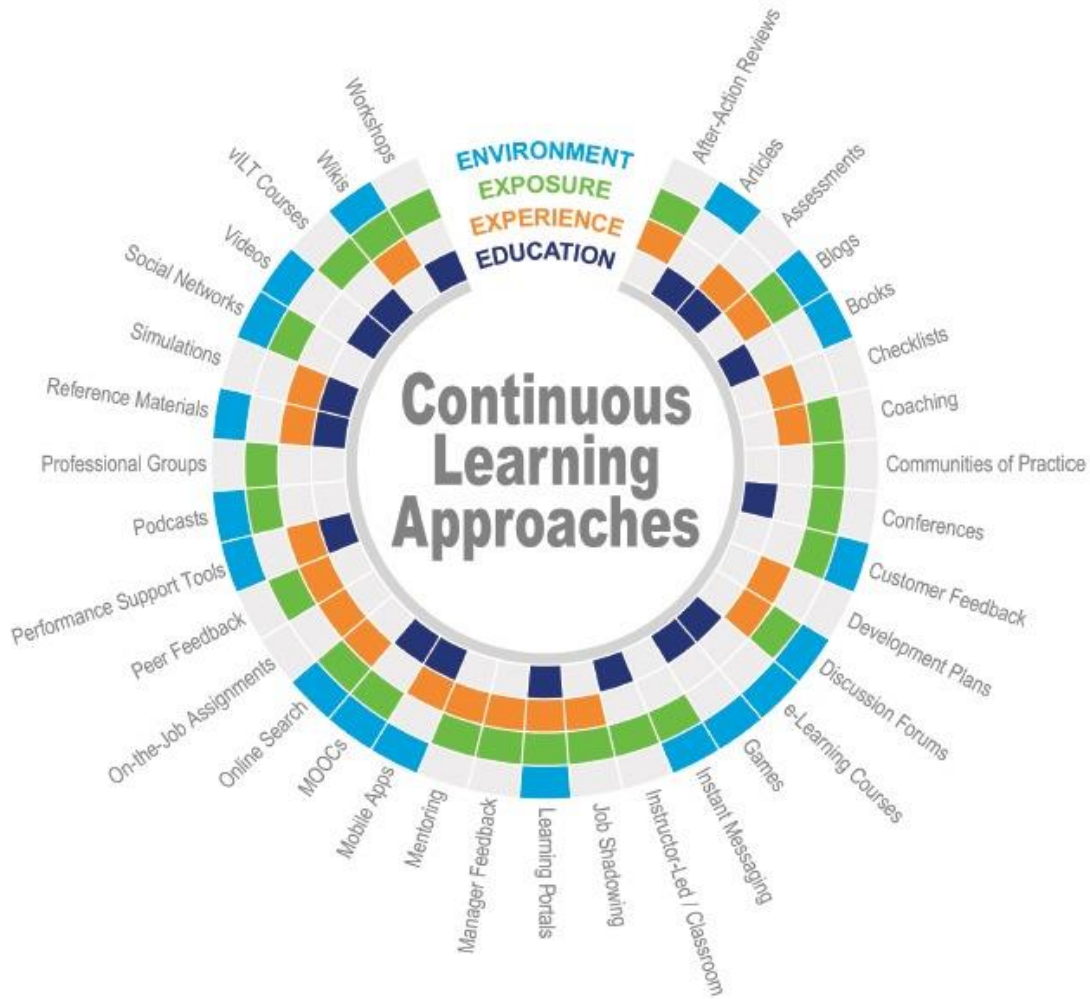 ENVIRONMENT
EXPOSURE
EXPERIENCE
EDUCATION
Continuous
Learning
Approaches
After-Action Reviews
Articles
Assessments
Blogs
Books
Checklists
Coaching
Communities of Practice
Conferences
Customer Feedback
Development Plans
Discussion Forums
e-Learning Courses
Games
Instant Messaging
Instructor-Led / Classroom
Job Shadowing
Learning Portals
Manager Feedback
Mentoring
Mobile Apps
MOOCs
Online Search
On-the-Job Assignments
Peer Feedback
Performance Support Tools
Podcasts
Professional Groups
Reference Materials
Simulations
Social Networks
Videos
vILT Courses
Wikis
Workshops